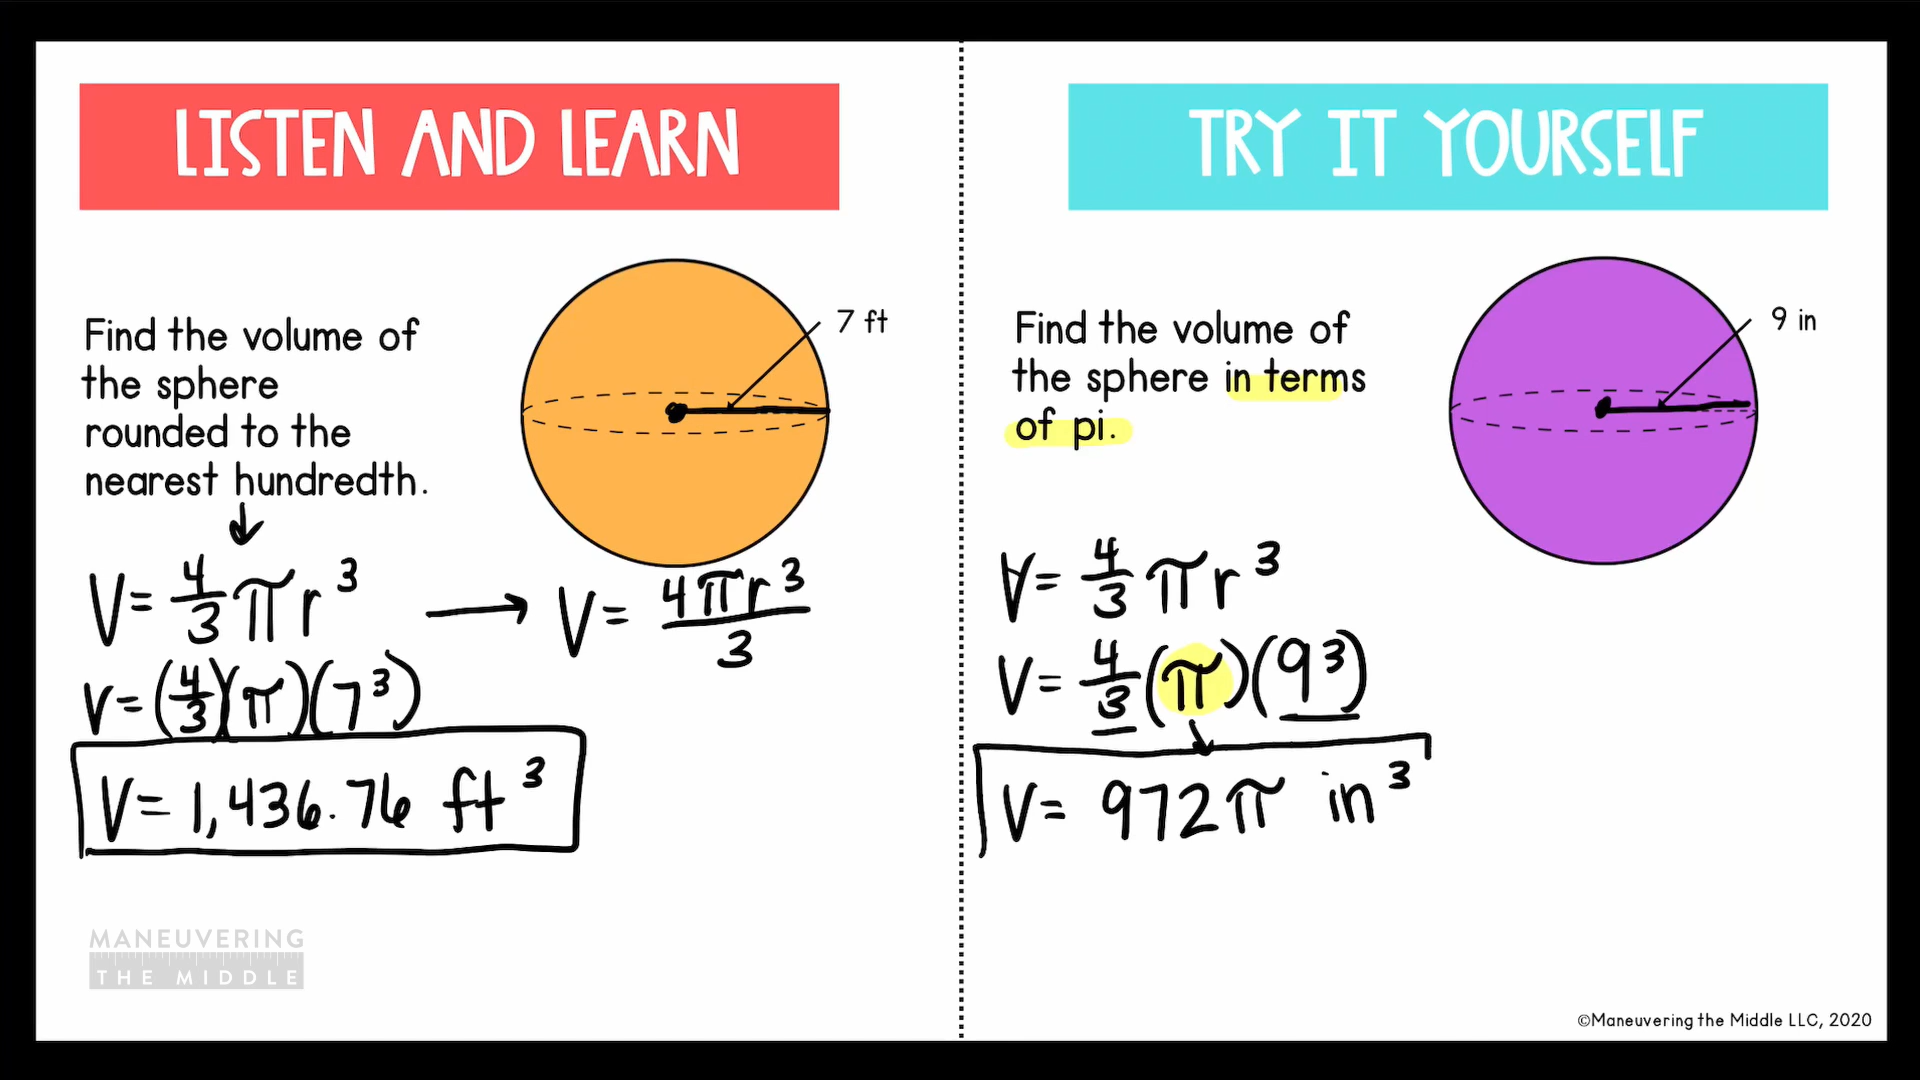 LISTEN AND LEARN
Find the volume of
the sphere
rounded to the
nearest hundredth.
7 ft
V = 4/3 πr³ → V = 4πr³/3
V = (4/3)(π)(7³)
V = 1,436.76 ft³
MANEUVERING
THE MIDDLE
TRY IT YOURSELF
Find the volume of
the sphere in terms
of pi.
9 in
V = 4/3 πr³
V = 4/3 (π)(9³)
V = 972π in³
©Maneuvering the Middle LLC, 2020